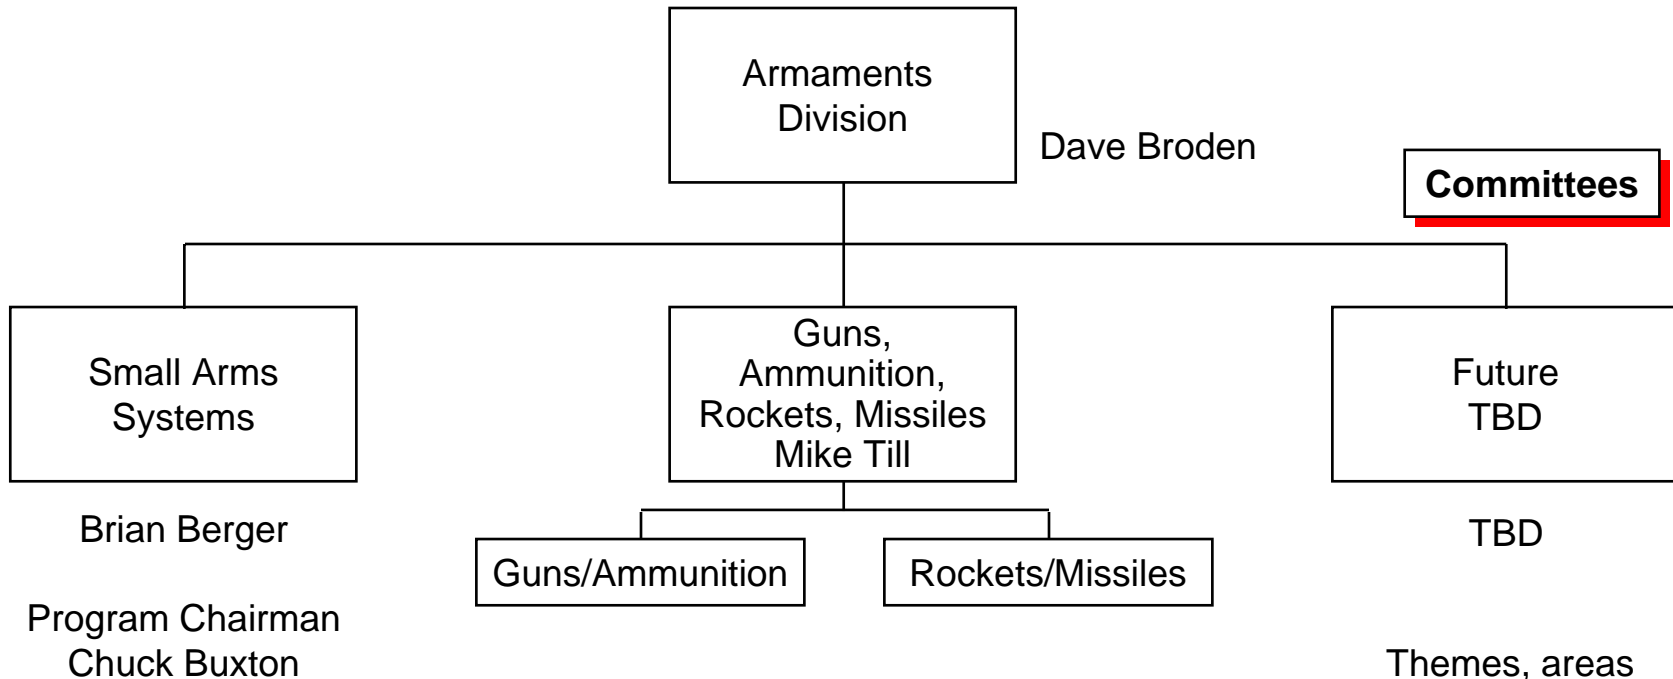 Armaments
Division
Dave Broden
Committees
Small Arms
Systems
Guns,
Ammunition,
Rockets, Missiles
Mike Till
Future
TBD
Brian Berger
TBD
Guns/Ammunition
Rockets/Missiles
Program Chairman
Chuck Buxton
Themes, areas